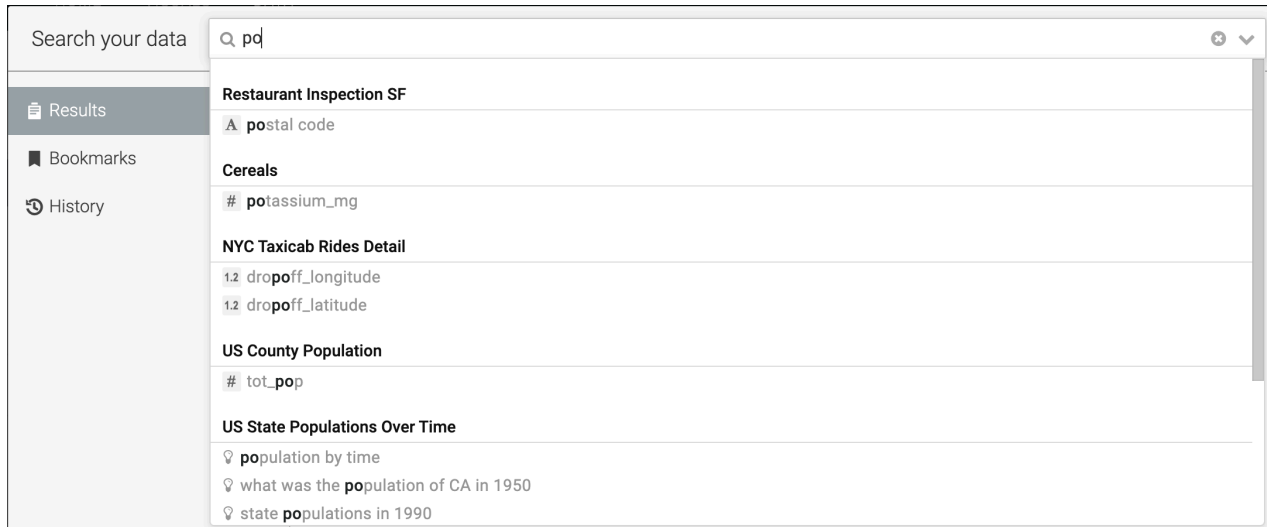 Search your data
po
Results
Bookmarks
History
Restaurant Inspection SF
A postal code
Cereals
# potassium_mg
NYC Taxicab Rides Detail
1.2 dropoff_longitude
1.2 dropoff_latitude
US County Population
# tot_pop
US State Populations Over Time
population by time
what was the population of CA in 1950
state populations in 1990